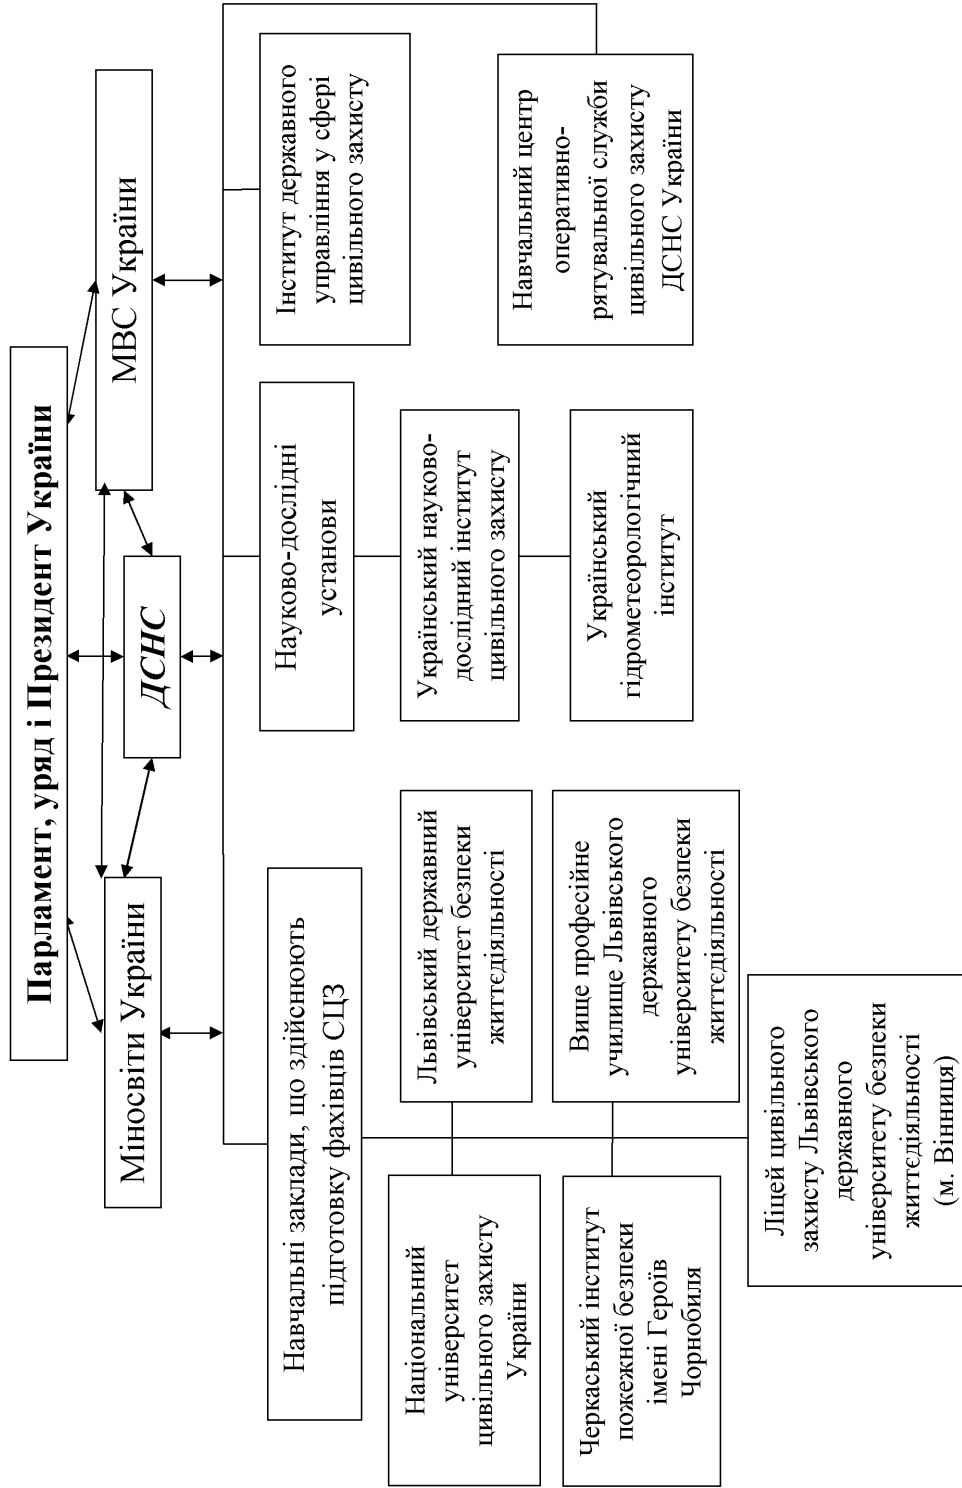 Парламент, уряд і Президент України
Міносвіти України
ДСНС
МВС України
Навчальні заклади, що здійснюють
підготовку фахівців СЦЗ
Науково-дослідні
установи
Інститут державного
управління у сфері
цивільного захисту
Національний
університет
цивільного захисту
України
Львівський державний
університет безпеки
життєдіяльності
Український науково-
дослідний інститут
цивільного захисту
Навчальний центр
оперативно-
рятувальної служби
цивільного захисту
ДСНС України
Черкаський інститут
пожежної безпеки
імені Героїв
Чорнобиля
Вище професійне
училище Львівського
державного
університету безпеки
життєдіяльності
Український
гідрометеорологічний
інститут
Ліцей цивільного
захисту Львівського
державного
університету безпеки
життєдіяльності
(м. Вінниця)